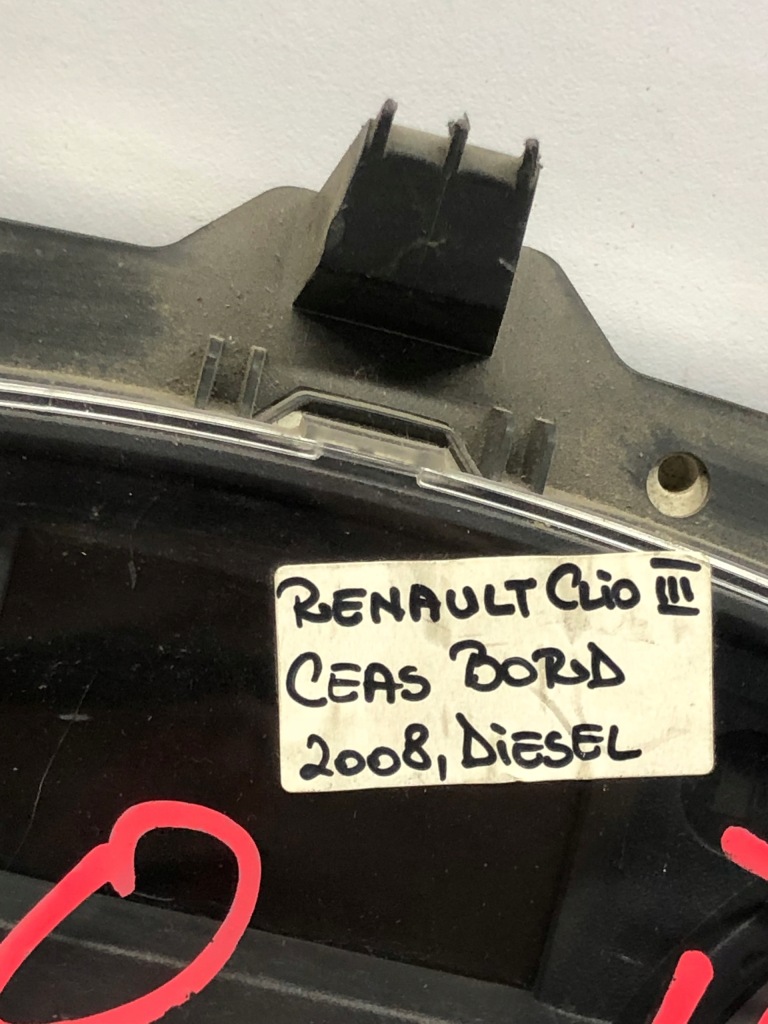 RENAULT CLiO III
CEAS BORD
2008, DiESEL